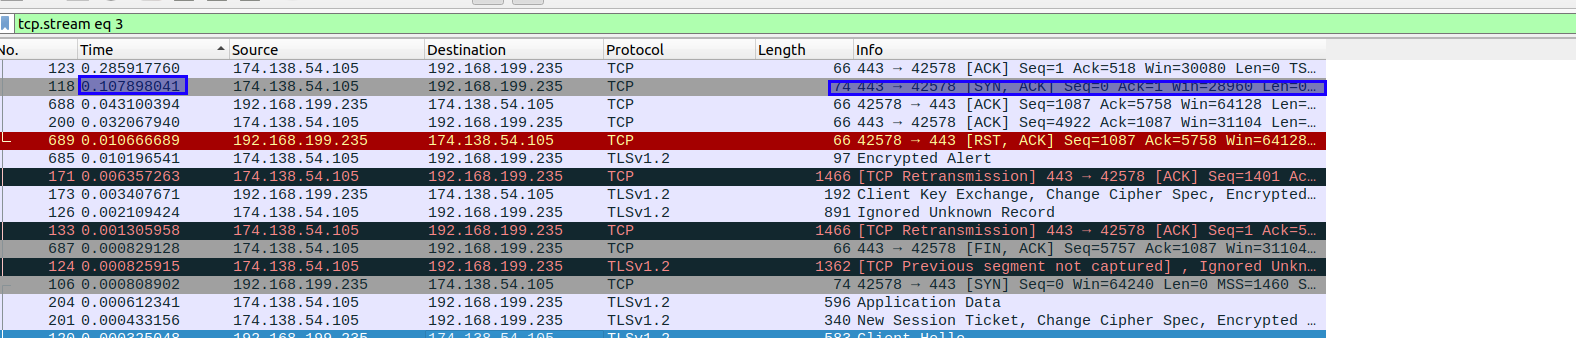 tcp.stream eq 3
No. Time Source Destination Protocol Length Info
123 0.285917760 174.138.54.105 192.168.199.235 TCP 66 443 → 42578 [ACK] Seq=1 Ack=518 Win=30080 Len=0 TS…
118 0.107898041 174.138.54.105 192.168.199.235 TCP 74 443 → 42578 [SYN, ACK] Seq=0 Ack=1 Win=28960 Len=0…
688 0.043100394 192.168.199.235 174.138.54.105 TCP 66 42578 → 443 [ACK] Seq=1087 Ack=5758 Win=64128 Len=…
200 0.032067940 174.138.54.105 192.168.199.235 TCP 66 443 → 42578 [ACK] Seq=4922 Ack=1087 Win=31104 Len=…
689 0.010666689 192.168.199.235 174.138.54.105 TCP 66 42578 → 443 [RST, ACK] Seq=1087 Ack=5758 Win=64128…
685 0.010196541 174.138.54.105 192.168.199.235 TLSv1.2 97 Encrypted Alert
171 0.006357263 174.138.54.105 192.168.199.235 TCP 1466 [TCP Retransmission] 443 → 42578 [ACK] Seq=1401 Ac…
173 0.003407671 192.168.199.235 174.138.54.105 TLSv1.2 192 Client Key Exchange, Change Cipher Spec, Encrypted…
126 0.002109424 174.138.54.105 192.168.199.235 TLSv1.2 891 Ignored Unknown Record
133 0.001305958 174.138.54.105 192.168.199.235 TCP 1466 [TCP Retransmission] 443 → 42578 [ACK] Seq=1 Ack=5…
687 0.000829128 174.138.54.105 192.168.199.235 TCP 66 443 → 42578 [FIN, ACK] Seq=5757 Ack=1087 Win=31104…
124 0.000825915 174.138.54.105 192.168.199.235 TLSv1.2 1362 [TCP Previous segment not captured] , Ignored Unkn…
106 0.000808902 192.168.199.235 174.138.54.105 TCP 74 42578 → 443 [SYN] Seq=0 Win=64240 Len=0 MSS=1460 S…
204 0.000612341 174.138.54.105 192.168.199.235 TLSv1.2 596 Application Data
201 0.000433156 174.138.54.105 192.168.199.235 TLSv1.2 340 New Session Ticket, Change Cipher Spec, Encrypted …
120 0.000325048 192.168.199.235 174.138.54.105 TLSv1.2 583 Client Hello